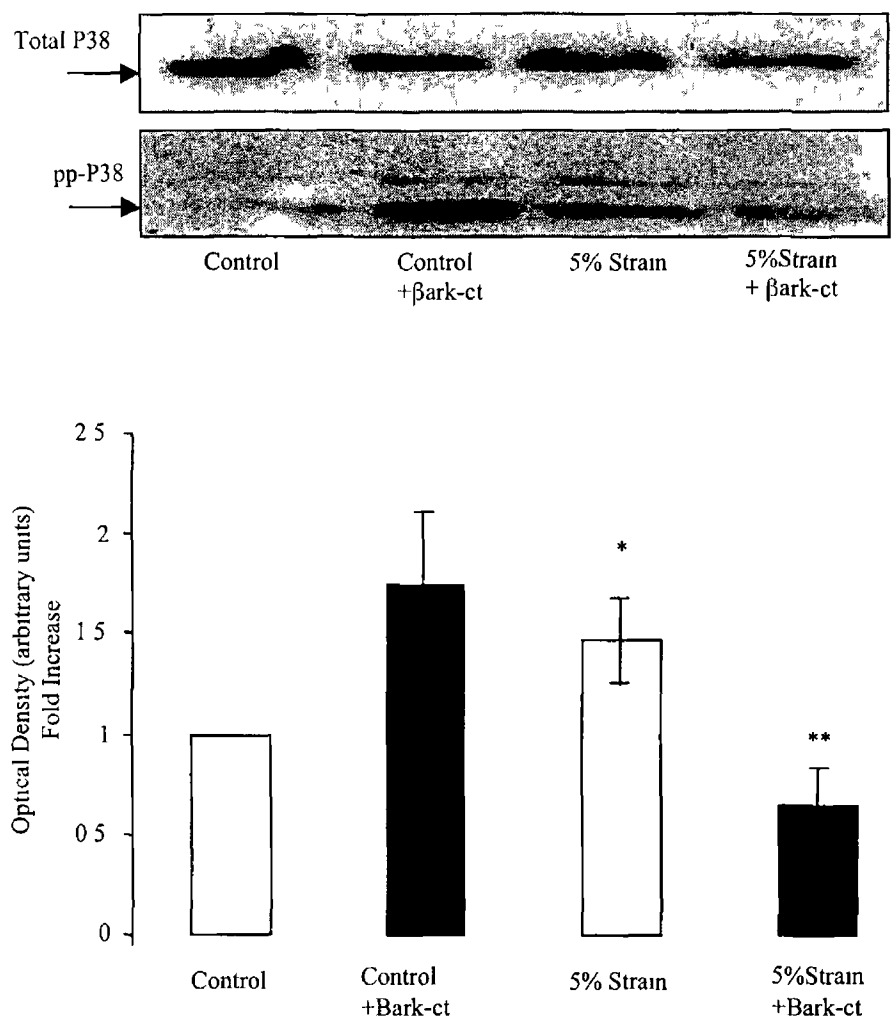 Total P38
pp-P38
Control
Control
+βark-ct
5% Strain
5%Strain
+ βark-ct
Optical Density (arbitrary units)
Fold Increase
2 5
2
1 5
1
0 5
0
*
**
Control
Control
+Bark-ct
5% Strain
5%Strain
+Bark-ct